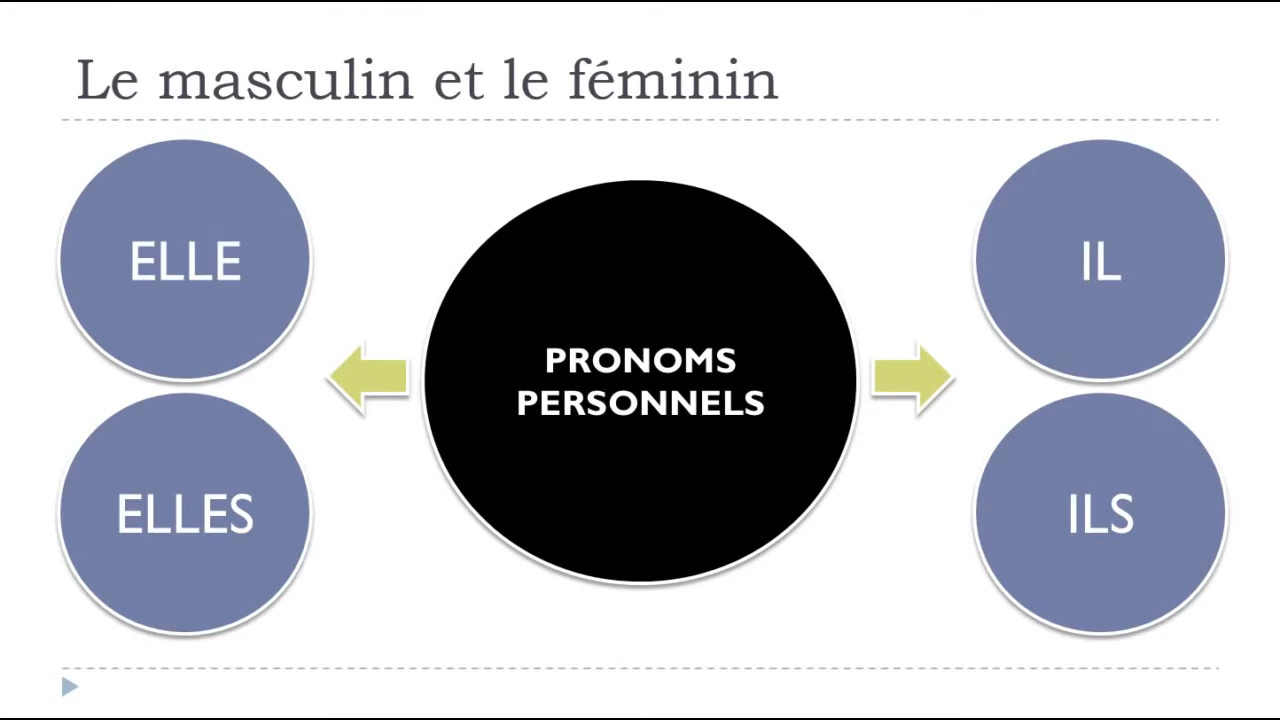 Le masculin et le féminin
ELLE
ELLES
PRONOMS
PERSONNELS
IL
ILS